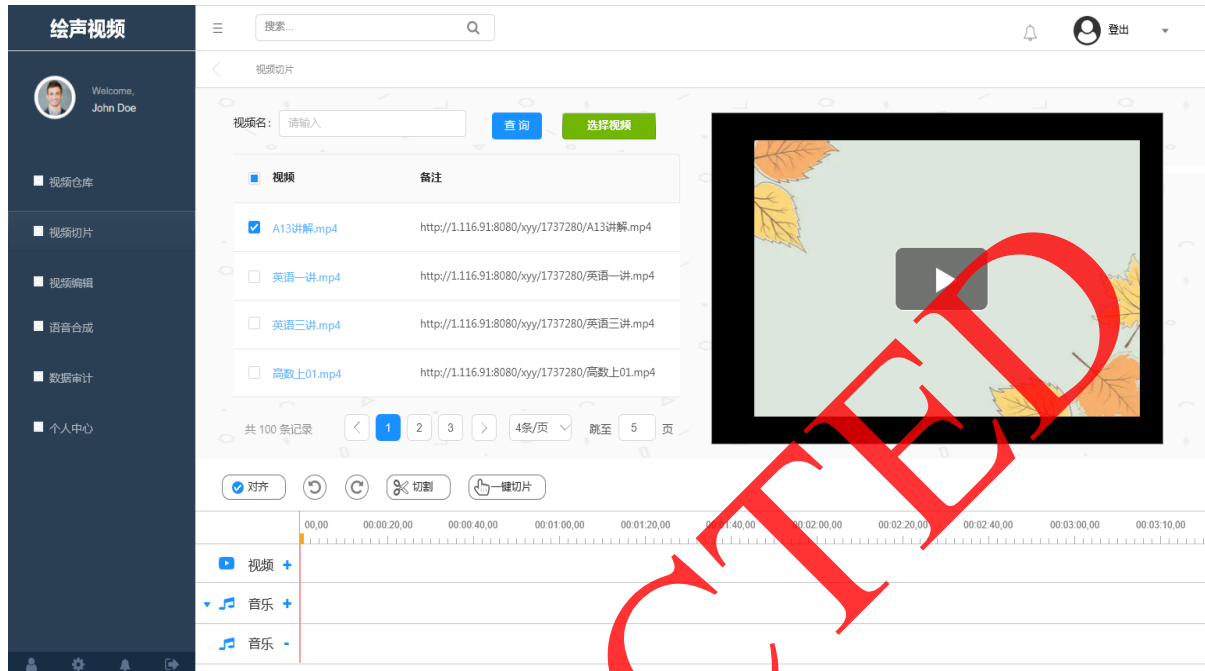 绘声视频
搜索...
登出
Welcome,
John Doe
视频切片
视频仓库
视频切片
视频编辑
语音合成
数据审计
个人中心
视频名： 请输入 查 询 选择视频
视频 备注
A13讲解.mp4 http://1.116.91:8080/xyy/1737280/A13讲解.mp4
英语一讲.mp4 http://1.116.91:8080/xyy/1737280/英语一讲.mp4
英语三讲.mp4 http://1.116.91:8080/xyy/1737280/英语三讲.mp4
高数上01.mp4 http://1.116.91:8080/xyy/1737280/高数上01.mp4
共 100 条记录 1 2 3 4条/页 跳至 5 页
对齐 切割 一键切片
00,00 00:00:20,00 00:00:40,00 00:01:00,00 00:01:20,00 00:01:40,00 00:02:00,00 00:02:20,00 00:02:40,00 00:03:00,00 00:03:10,00
视频 +
音乐 +
音乐 -
CTED